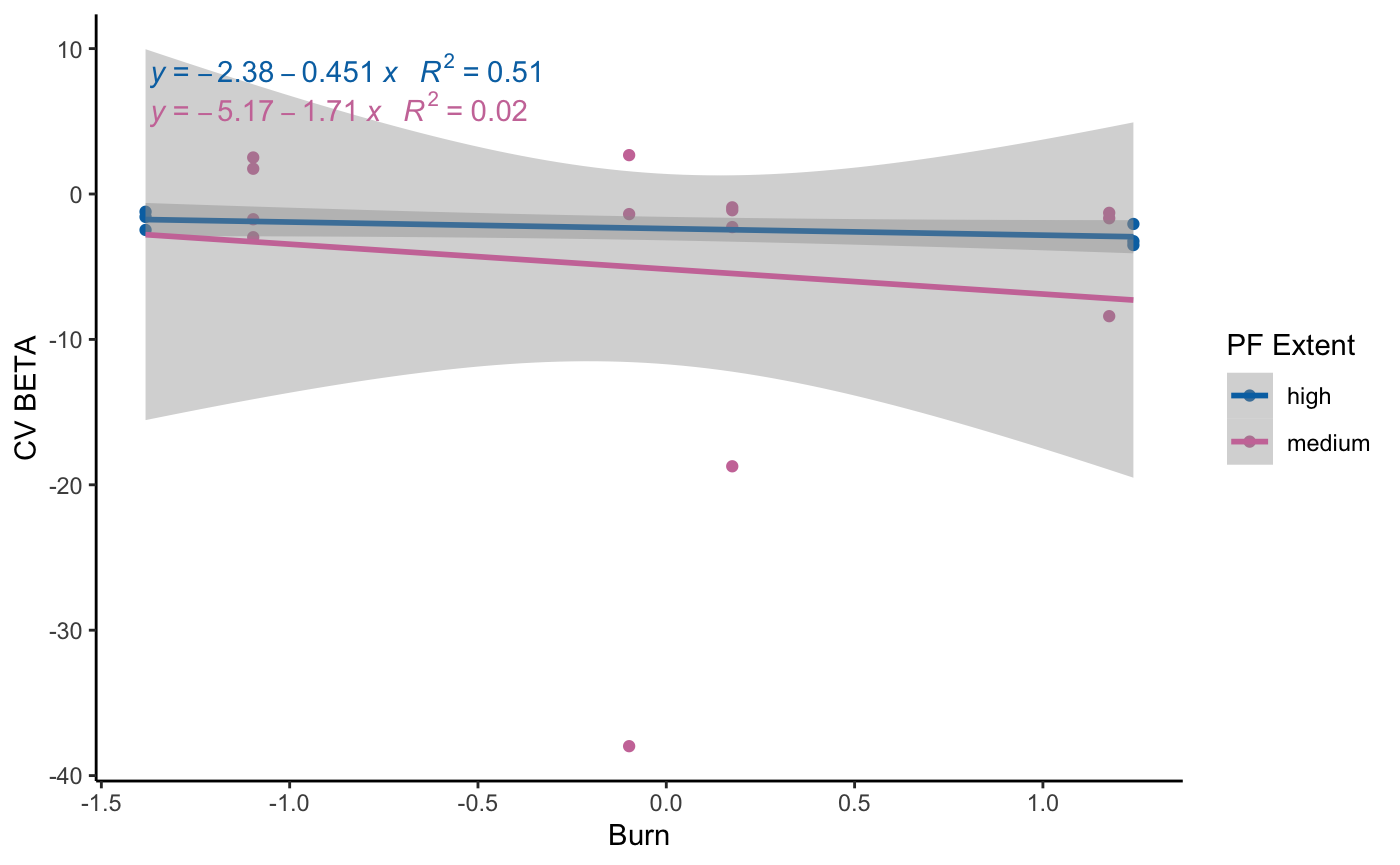 y = −2.38 − 0.451 x R² = 0.51
y = −5.17 − 1.71 x R² = 0.02
10
0
-10
-20
-30
-40
CV BETA
-1.5 -1.0 -0.5 0.0 0.5 1.0
Burn
PF Extent
high
medium